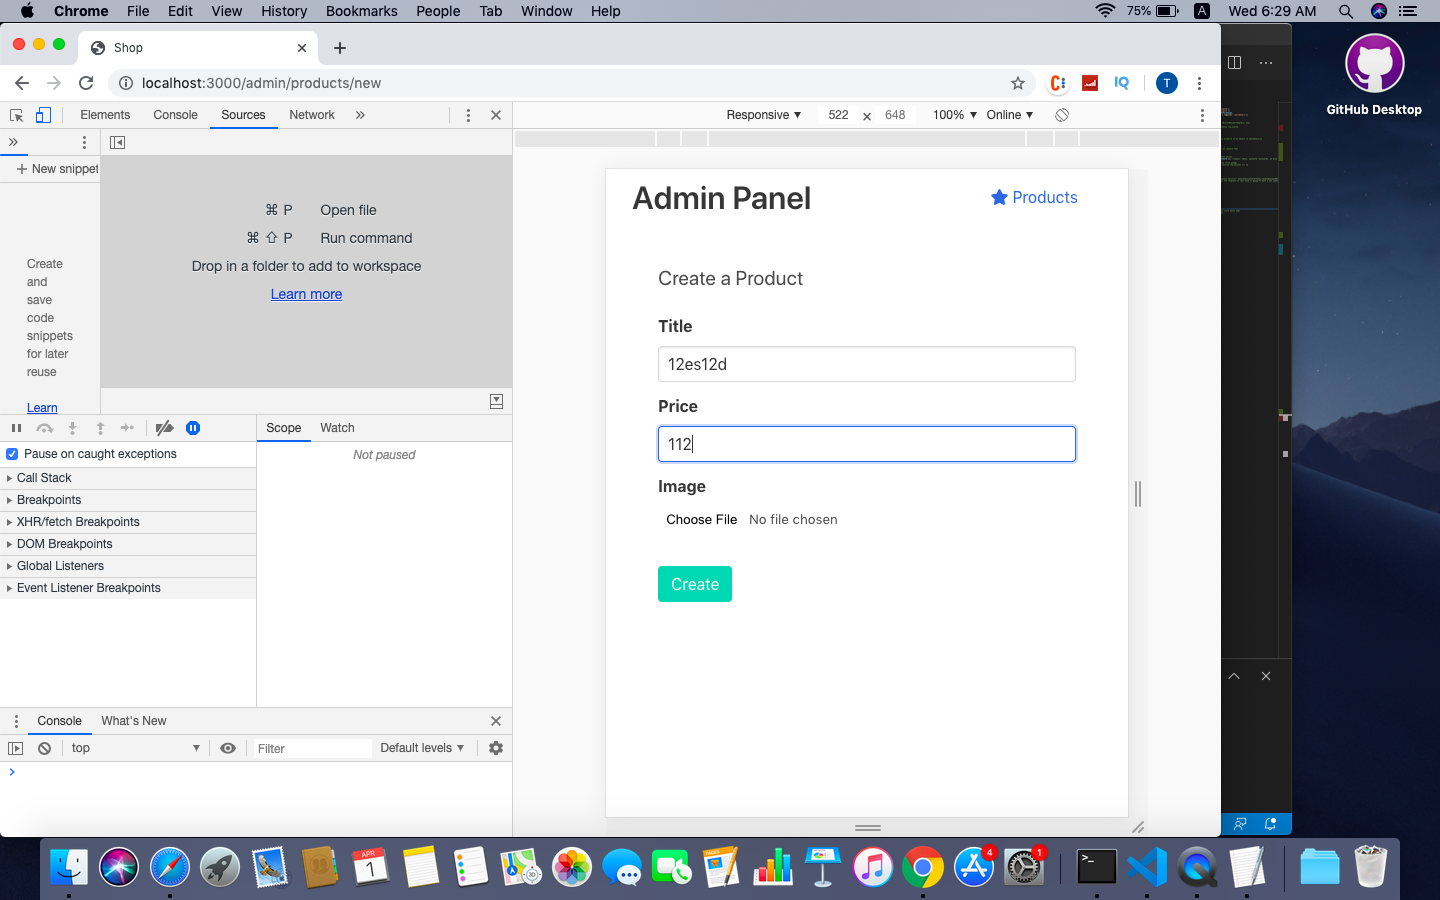 Chrome File Edit View History Bookmarks People Tab Window Help
75% A Wed 6:29 AM
Shop
localhost:3000/admin/products/new
T
Elements Console Sources Network
Responsive 522 x 648 100% Online
New snippet
⌘ P Open file
⌘ ⇧ P Run command
Drop in a folder to add to workspace
Learn more
Create
and
save
code
snippets
for later
reuse
Learn
Scope Watch
Pause on caught exceptions
Not paused
Call Stack
Breakpoints
XHR/fetch Breakpoints
DOM Breakpoints
Global Listeners
Event Listener Breakpoints
Console What's New
top Filter Default levels
Admin Panel
Products
Create a Product
Title
12es12d
Price
112
Image
Choose File No file chosen
Create
GitHub Desktop
APR
1
4
1